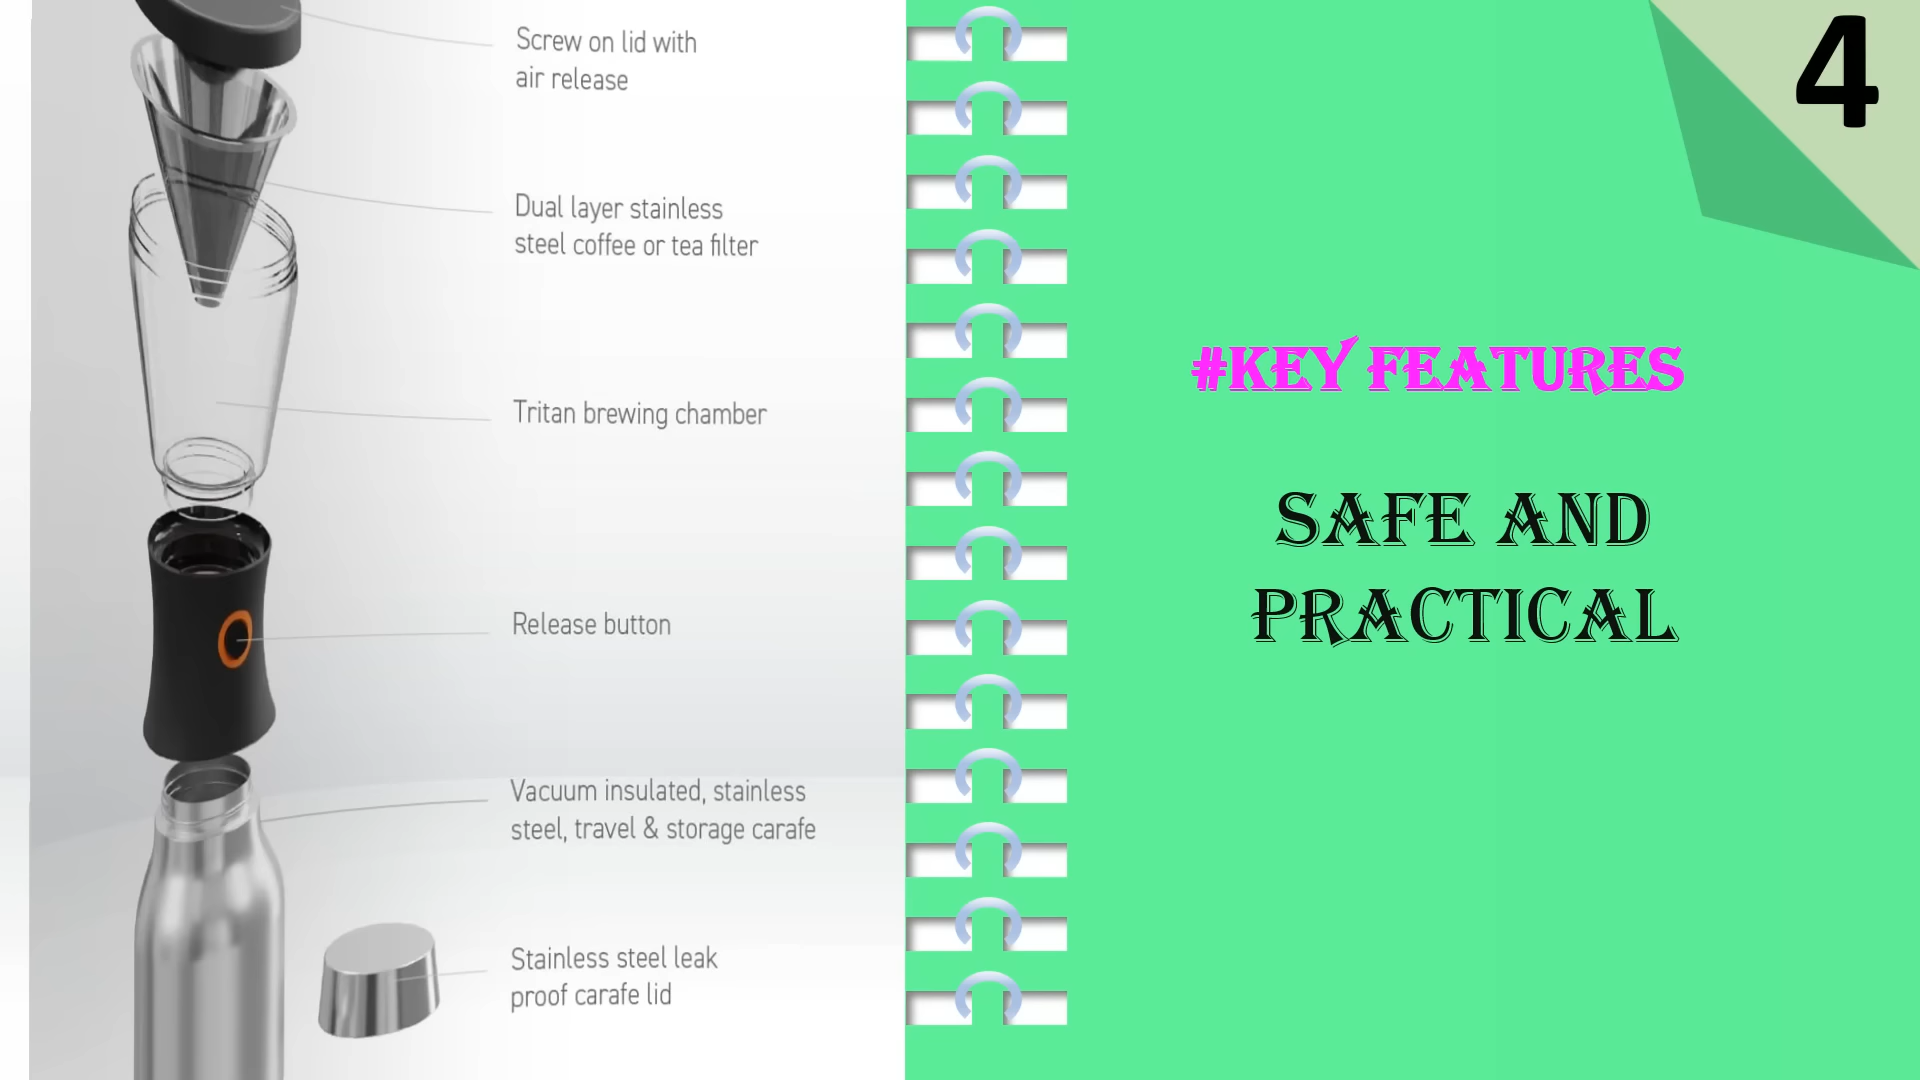 Screw on lid with
air release
Dual layer stainless
steel coffee or tea filter
Tritan brewing chamber
Release button
Vacuum insulated, stainless
steel, travel & storage carafe
Stainless steel leak
proof carafe lid
4
#KEY FEATURES
SAFE AND
PRACTICAL